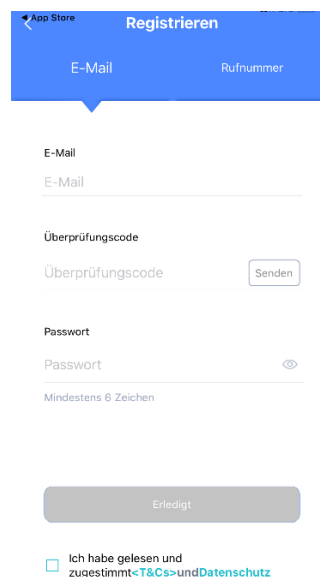 App Store
Registrieren
E-Mail Rufnummer
E-Mail
E-Mail
Überprüfungscode
Überprüfungscode Senden
Passwort
Passwort
Mindestens 6 Zeichen
Erledigt
Ich habe gelesen und
zugestimmt<T&Cs>undDatenschutz